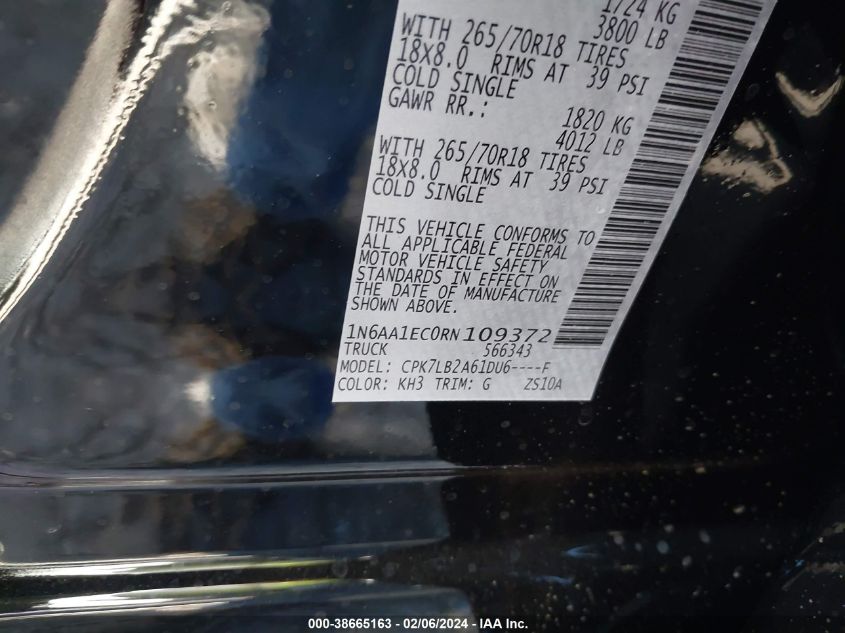 1724 KG
3800 LB
WITH 265/70R18 TIRES
18X8.0 RIMS AT 39 PSI
COLD SINGLE
GAWR RR.:
1820 KG
4012 LB
WITH 265/70R18 TIRES
18X8.0 RIMS AT 39 PSI
COLD SINGLE
THIS VEHICLE CONFORMS TO
ALL APPLICABLE FEDERAL
MOTOR VEHICLE SAFETY
STANDARDS IN EFFECT ON
THE DATE OF MANUFACTURE
SHOWN ABOVE.
1N6AA1EC0RN109372
TRUCK 566343
MODEL: CPK7LB2A61DU6----F
COLOR: KH3 TRIM: G ZS10A
000-38665163 - 02/06/2024 - IAA Inc.